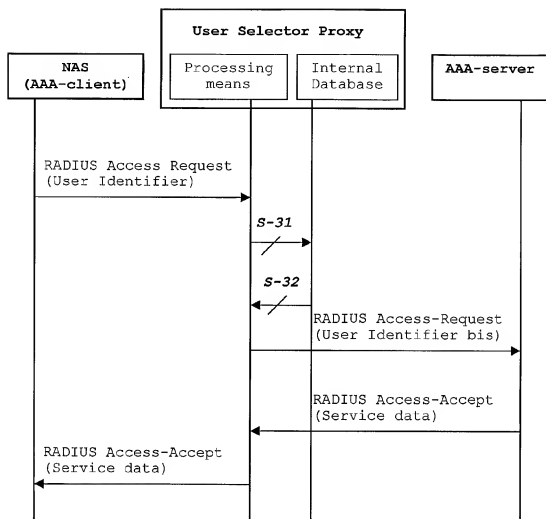 User Selector Proxy
NAS
(AAA-client)
Processing
means
Internal
Database
AAA-server
RADIUS Access Request
(User Identifier)
S-31
S-32
RADIUS Access-Request
(User Identifier bis)
RADIUS Access-Accept
(Service data)
RADIUS Access-Accept
(Service data)